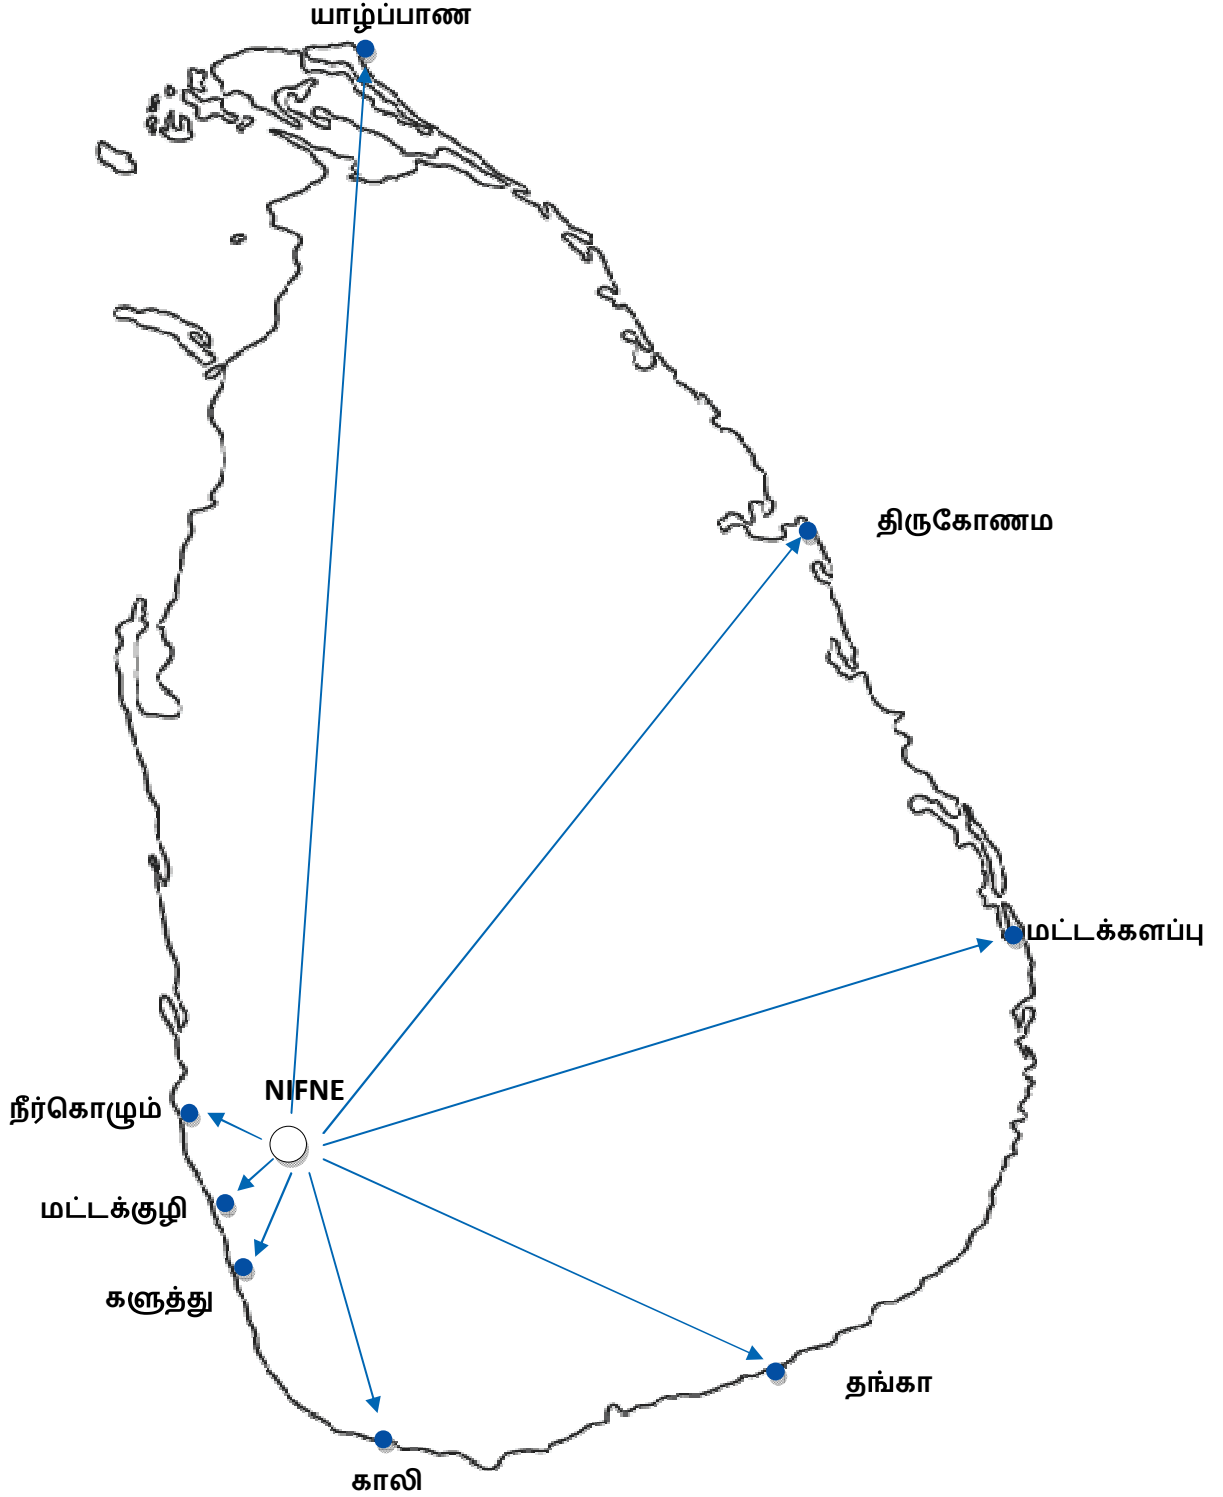 யாழ்ப்பாண
திருகோணம
மட்டக்களப்பு
NIFNE
நீர்கொழும்
மட்டக்குழி
களுத்து
தங்கா
காலி